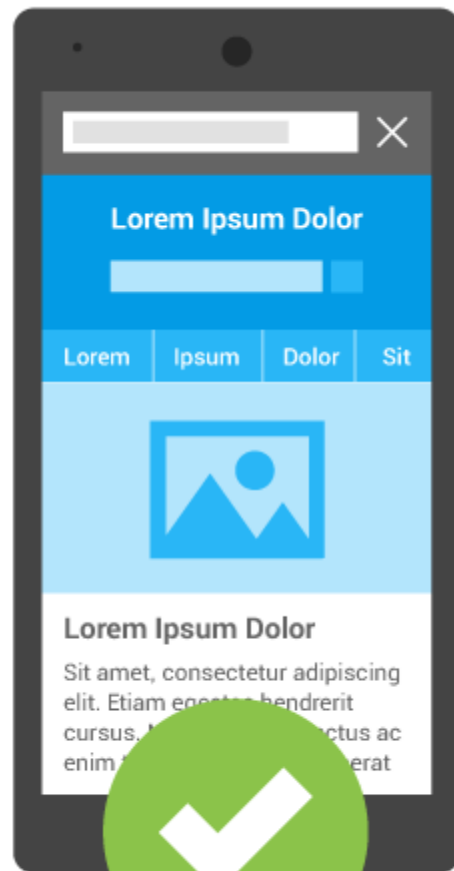 Lorem Ipsum Dolor
Lorem Ipsum Dolor Sit
Lorem Ipsum Dolor
Sit amet, consectetur adipiscing
elit. Etiam hendrerit
cursus. ac
enim